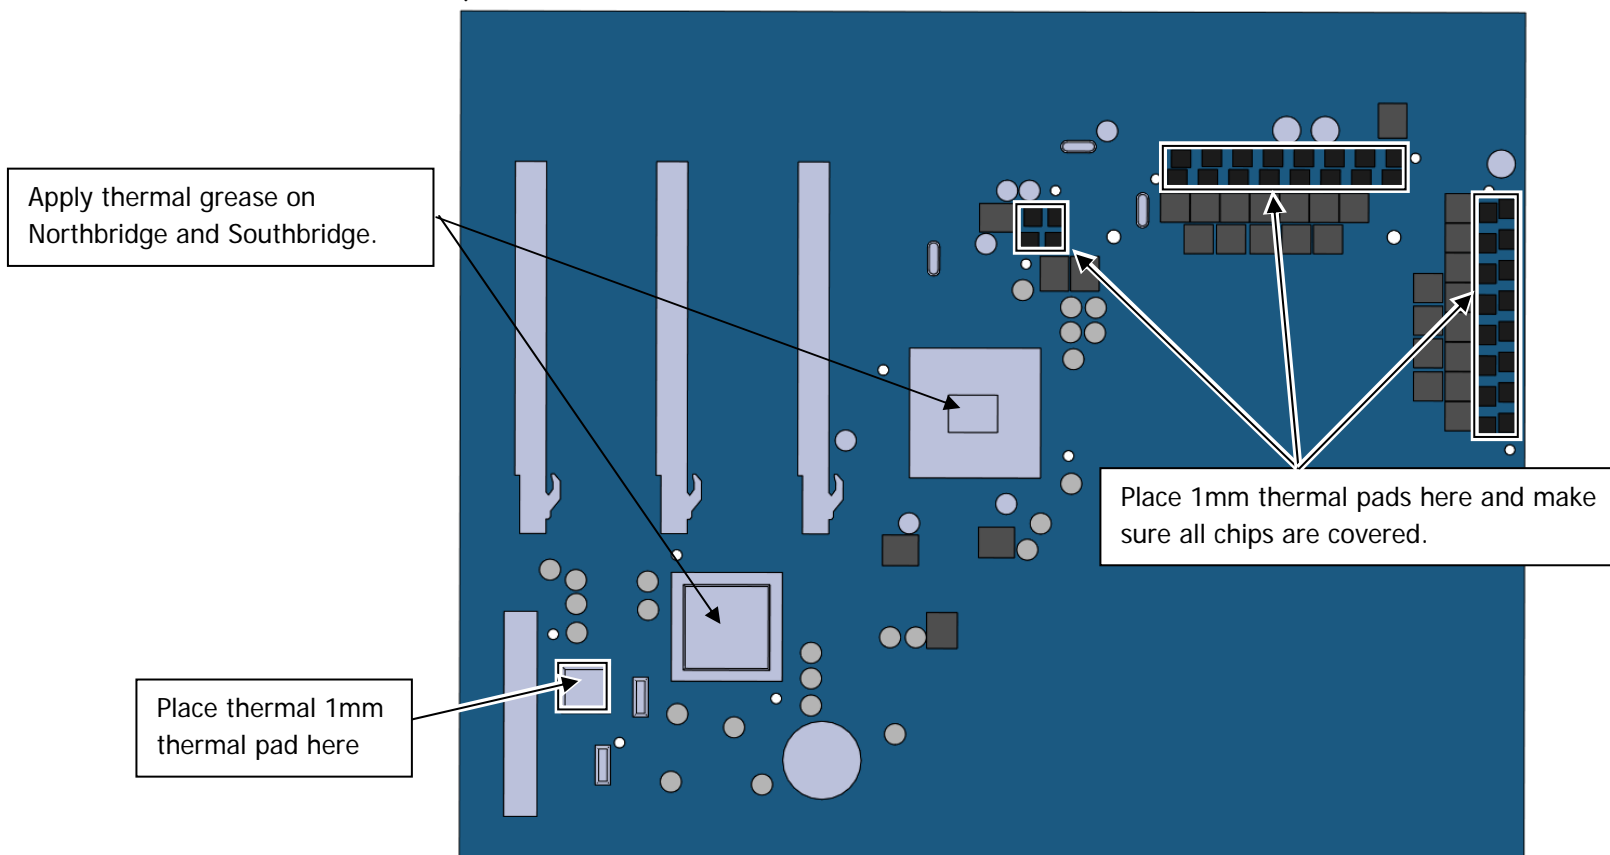 Apply thermal grease on
Northbridge and Southbridge.
Place 1mm thermal pads here and make
sure all chips are covered.
Place thermal 1mm
thermal pad here